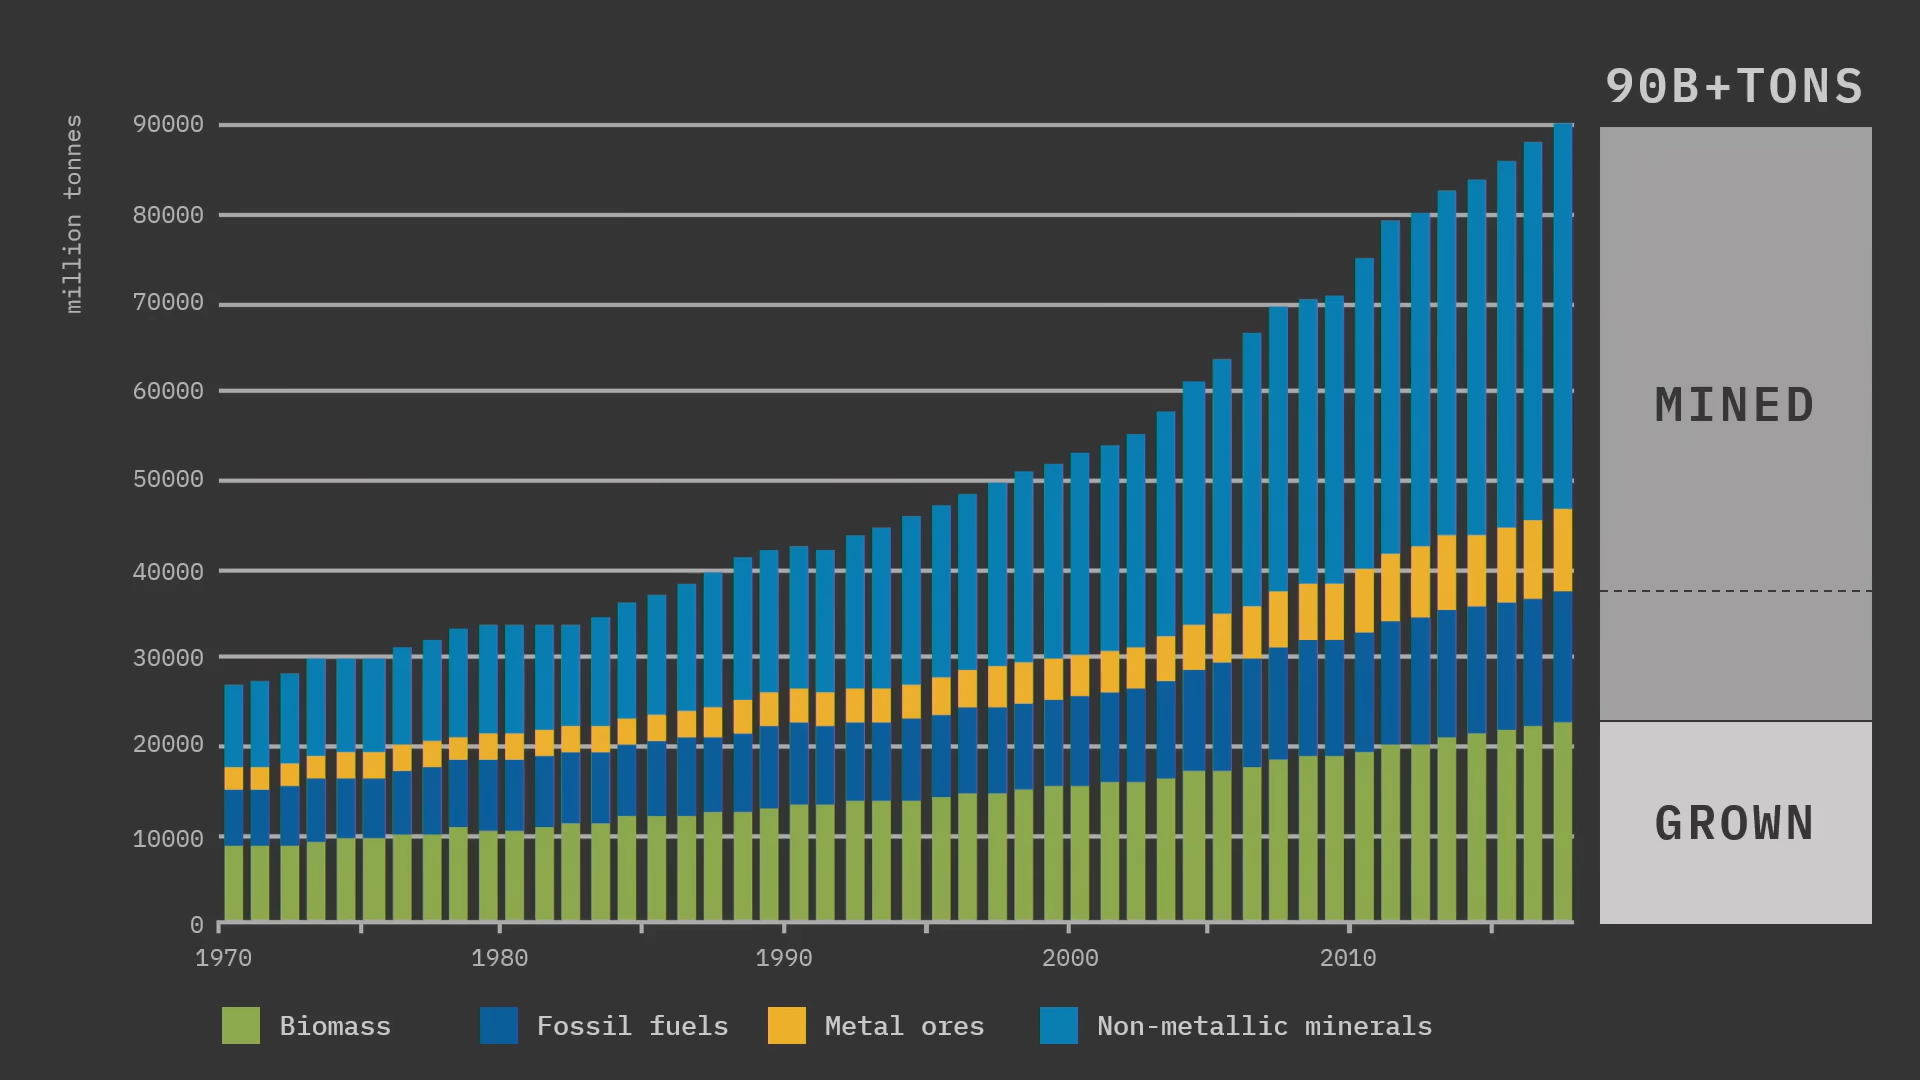 90B+TONS
million tonnes
90000
80000
70000
60000
50000
40000
30000
20000
10000
0
1970 1980 1990 2000 2010
MINED
GROWN
Biomass Fossil fuels Metal ores Non-metallic minerals